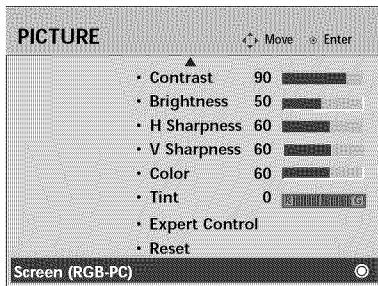 PICTURE Move Enter
• Contrast 90
• Brightness 50
• H Sharpness 60
• V Sharpness 60
• Color 60
• Tint 0 R G
• Expert Control
• Reset
Screen (RGB-PC)